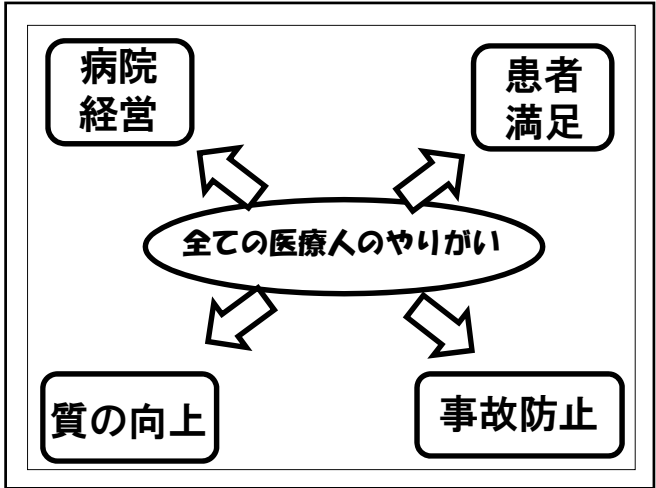 病院
経営
患者
満足
全ての医療人のやりがい
質の向上
事故防止